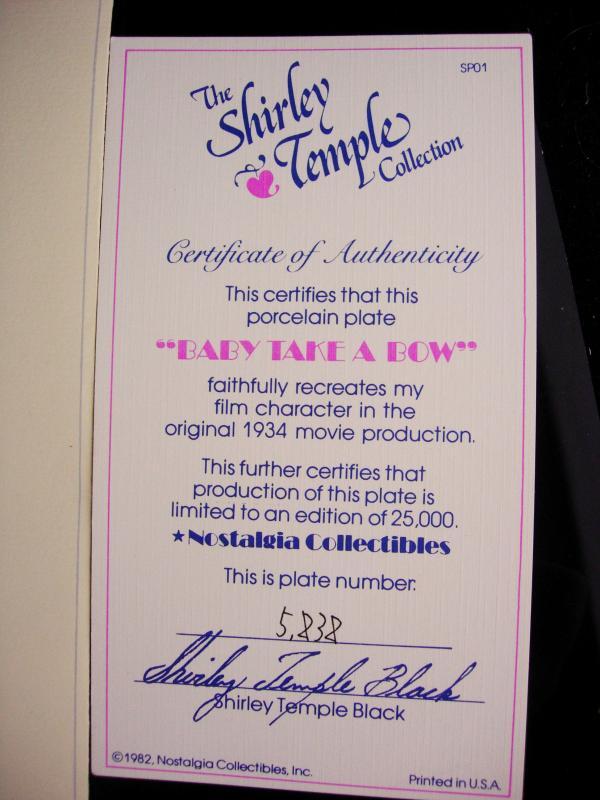 SP01
The
Shirley
Temple
Collection
Certificate of Authenticity
This certifies that this
porcelain plate
"BABY TAKE A BOW"
faithfully recreates my
film character in the
original 1934 movie production.
This further certifies that
production of this plate is
limited to an edition of 25,000.
★Nostalgia Collectibles
This is plate number:
5,838
Shirley Temple Black
Shirley Temple Black
©1982, Nostalgia Collectibles, Inc.
Printed in U.S.A.